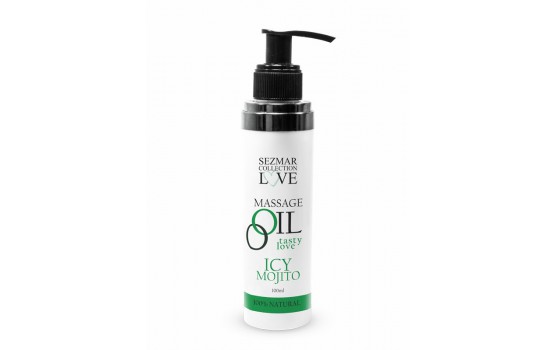 SEZMAR
COLLECTION
LOVE
MASSAGE
OIL
tasty
love
ICY
MOJITO
100ml
100% NATURAL